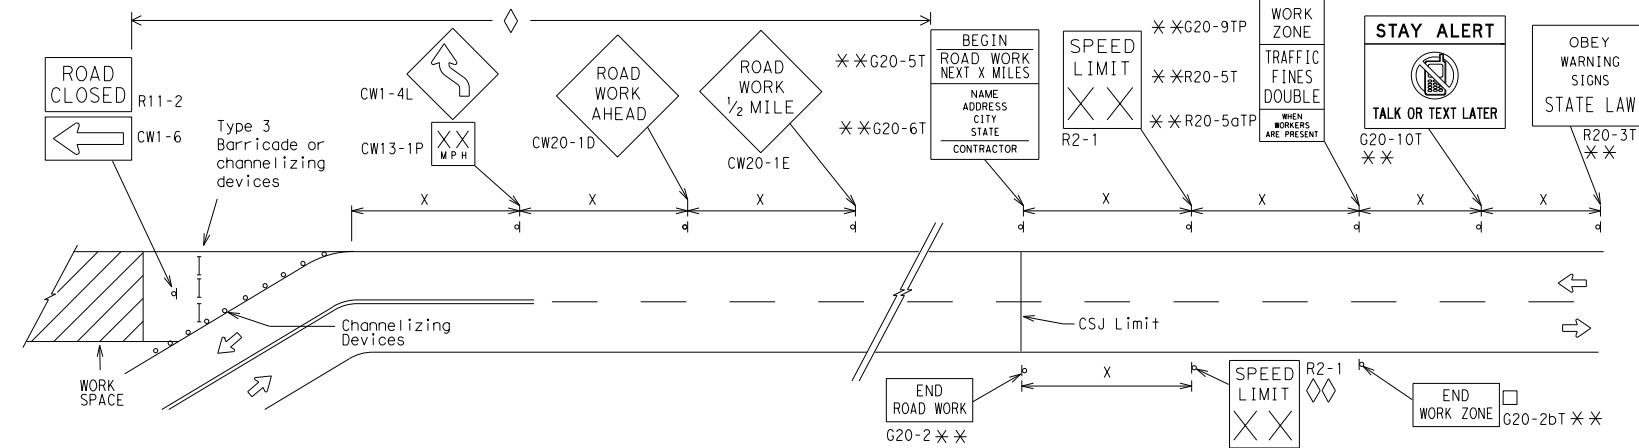 ROAD
CLOSED
R11-2
CW1-6
Type 3
Barricade or
channelizing
devices
CW1-4L
XX
MPH
CW13-1P
ROAD
WORK
AHEAD
CW20-1D
ROAD
WORK
½ MILE
CW20-1E
**G20-5T
**G20-6T
BEGIN
ROAD WORK
NEXT X MILES
NAME
ADDRESS
CITY
STATE
CONTRACTOR
SPEED
LIMIT
XX
R2-1
**G20-9TP
**R20-5T
**R20-5aTP
WORK
ZONE
TRAFFIC
FINES
DOUBLE
WHEN
WORKERS
ARE PRESENT
STAY ALERT
TALK OR TEXT LATER
G20-10T
**
OBEY
WARNING
SIGNS
STATE LAW
R20-3T
**
X
X
X
X
X
X
X
Channelizing
Devices
CSJ Limit
WORK
SPACE
END
ROAD WORK
G20-2 **
X
SPEED
LIMIT
XX
R2-1
END
WORK ZONE
G20-2bT **